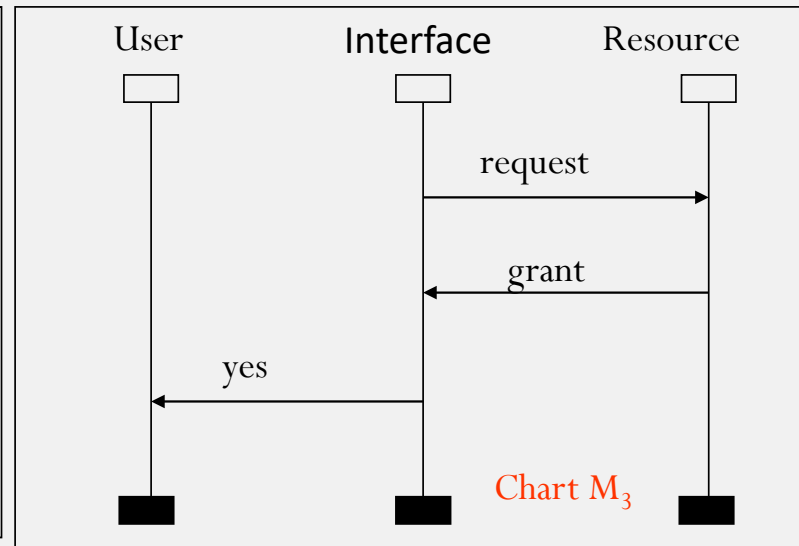 User Interface Resource
request
grant
yes
Chart M₃